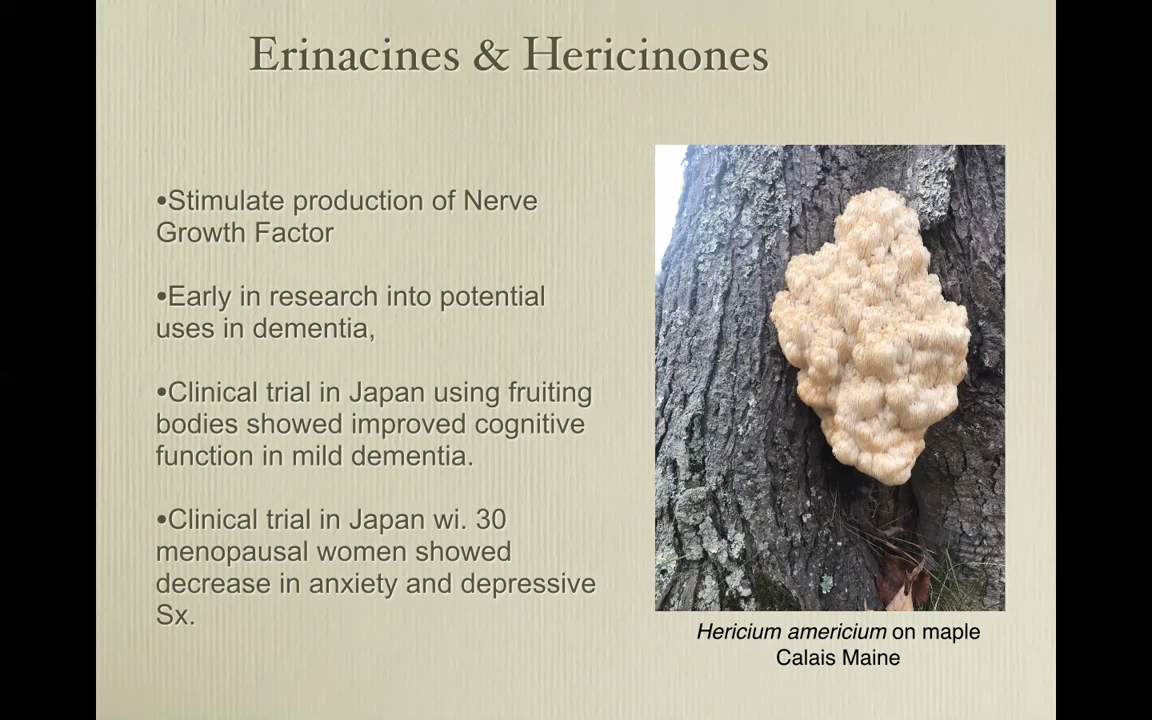 Erinacines & Hericinones
•Stimulate production of Nerve
Growth Factor
•Early in research into potential
uses in dementia,
•Clinical trial in Japan using fruiting
bodies showed improved cognitive
function in mild dementia.
•Clinical trial in Japan wi. 30
menopausal women showed
decrease in anxiety and depressive
Sx.
Hericium americium on maple
Calais Maine